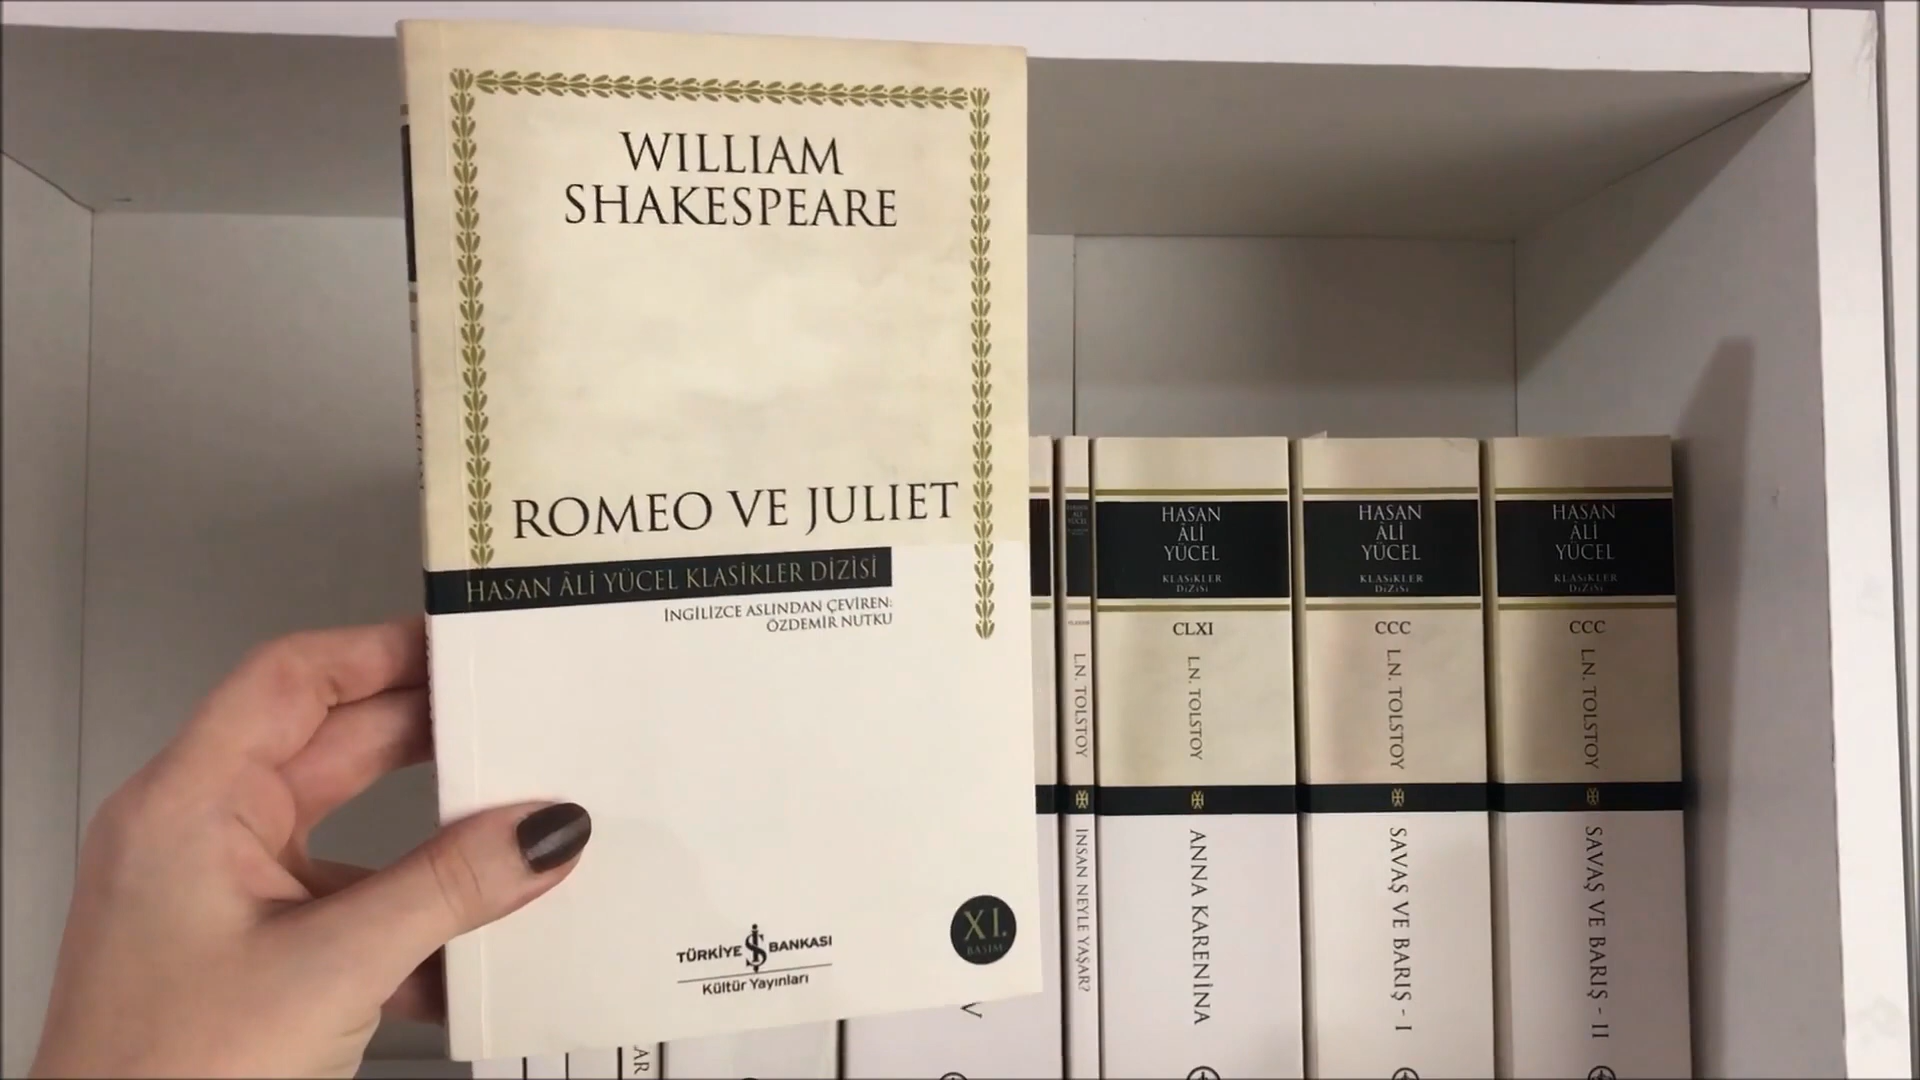 WILLIAM
SHAKESPEARE
ROMEO VE JULIET
HASAN ÂLİ YÜCEL KLASİKLER DİZİSİ
İNGİLİZCE ASLINDAN ÇEVİREN:
ÖZDEMİR NUTKU
XI.
BASIM
TÜRKİYE İŞ BANKASI
Kültür Yayınları
L.N. TOLSTOY
İNSAN NEYLE YAŞAR?
HASAN
ÂLİ
YÜCEL
KLASİKLER
DİZİSİ
CLXI
L.N. TOLSTOY
ANNA KARENİNA
HASAN
ÂLİ
YÜCEL
KLASİKLER
DİZİSİ
CCC
L.N. TOLSTOY
SAVAŞ VE BARIŞ - I
HASAN
ÂLİ
YÜCEL
KLASİKLER
DİZİSİ
CCC
L.N. TOLSTOY
SAVAŞ VE BARIŞ - II